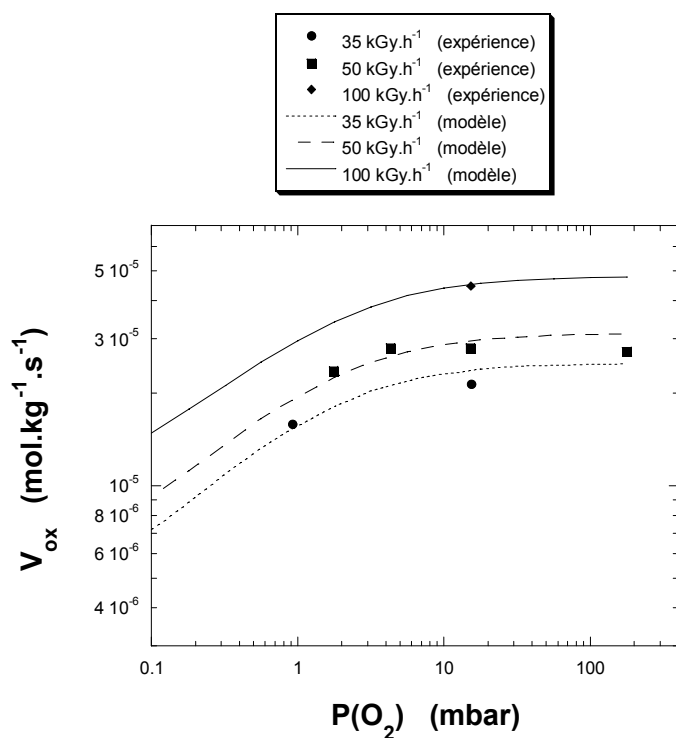 35 kGy.h⁻¹ (expérience)
50 kGy.h⁻¹ (expérience)
100 kGy.h⁻¹ (expérience)
35 kGy.h⁻¹ (modèle)
50 kGy.h⁻¹ (modèle)
100 kGy.h⁻¹ (modèle)
5 10⁻⁵
3 10⁻⁵
10⁻⁵
8 10⁻⁶
6 10⁻⁶
4 10⁻⁶
V_ox (mol.kg⁻¹.s⁻¹)
0.1 1 10 100
P(O₂) (mbar)